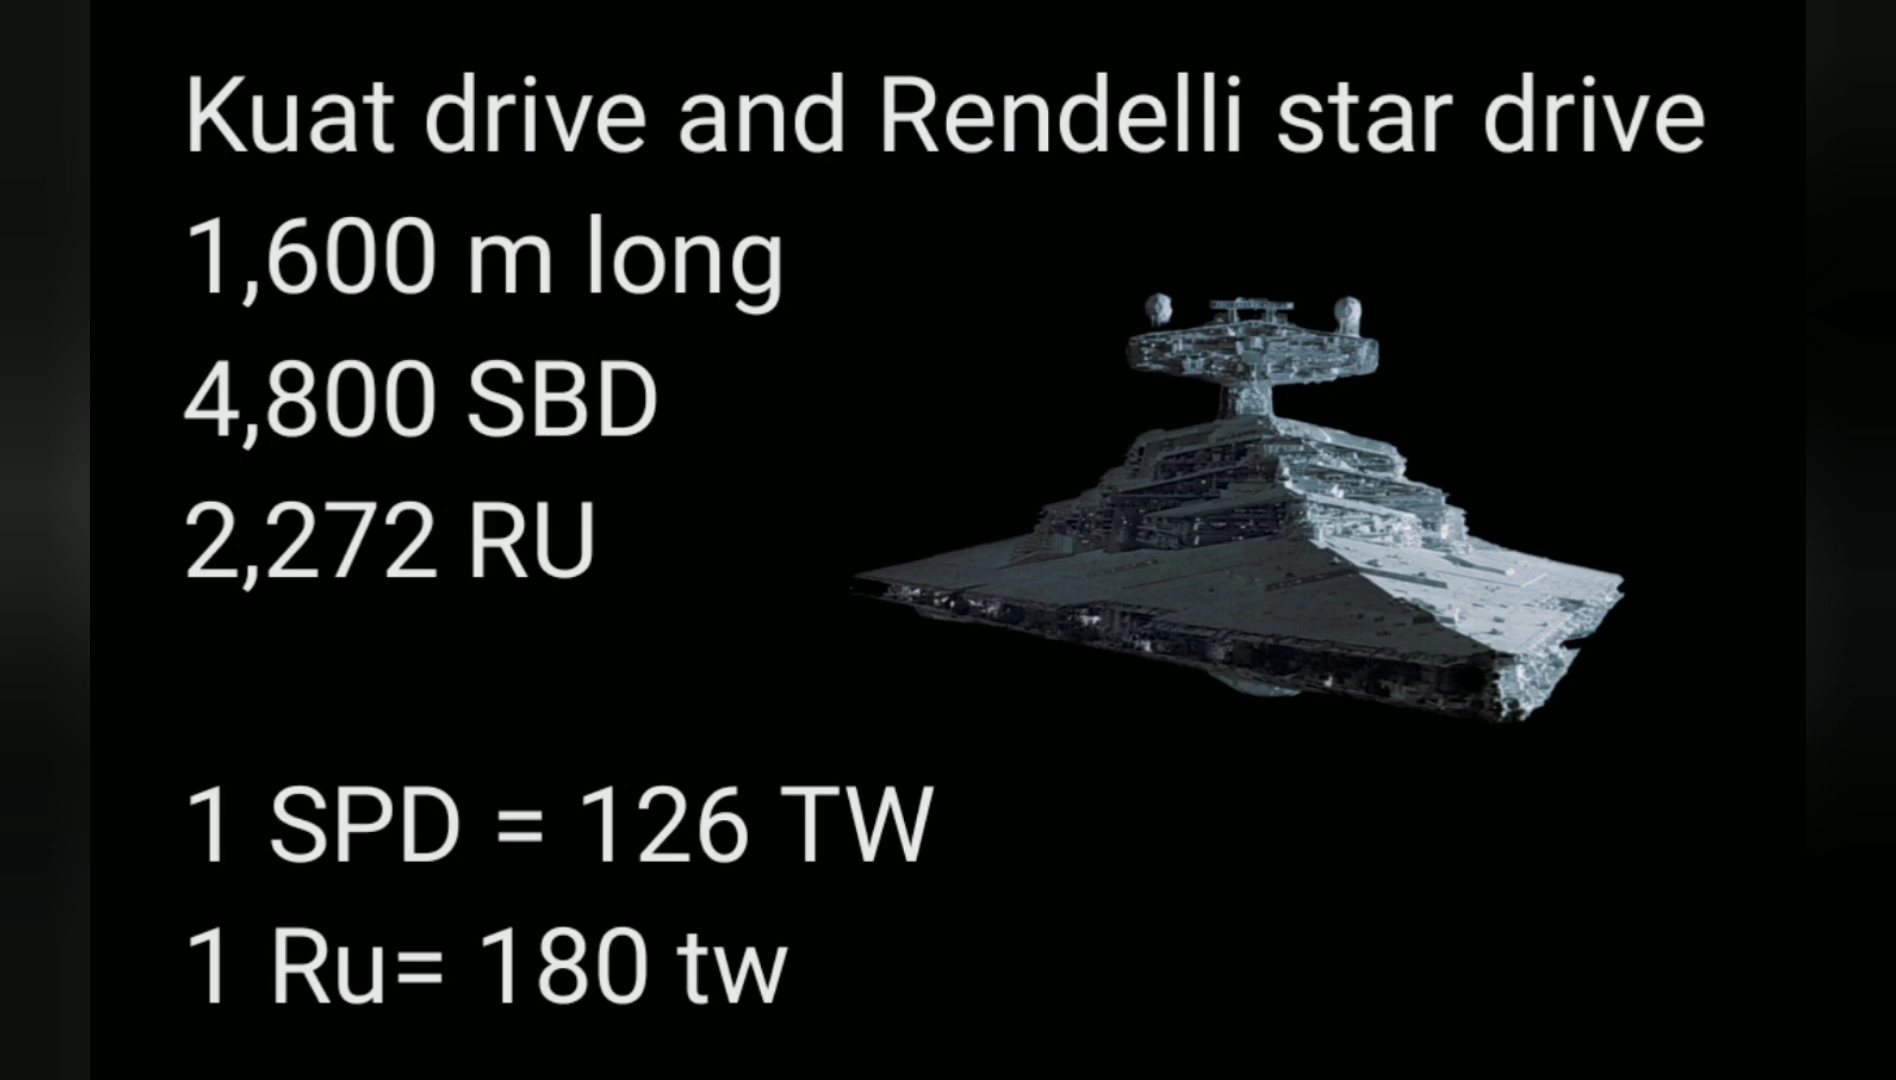 Kuat drive and Rendelli star drive
1,600 m long
4,800 SBD
2,272 RU
1 SPD = 126 TW
1 Ru= 180 tw